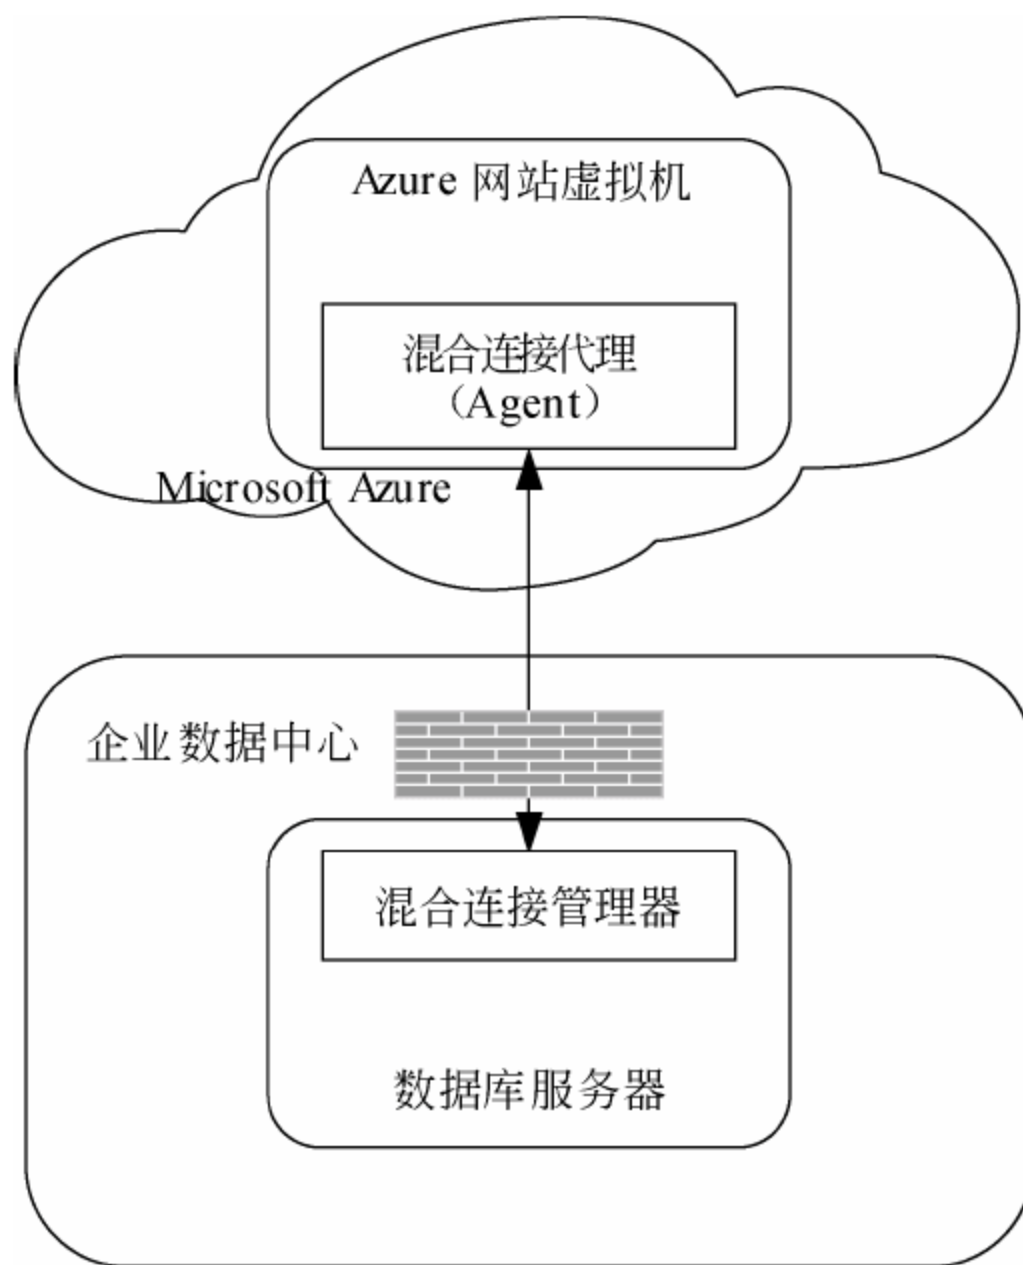 Azure 网站虚拟机
混合连接代理
（Agent）
Microsoft Azure
企业数据中心
混合连接管理器
数据库服务器